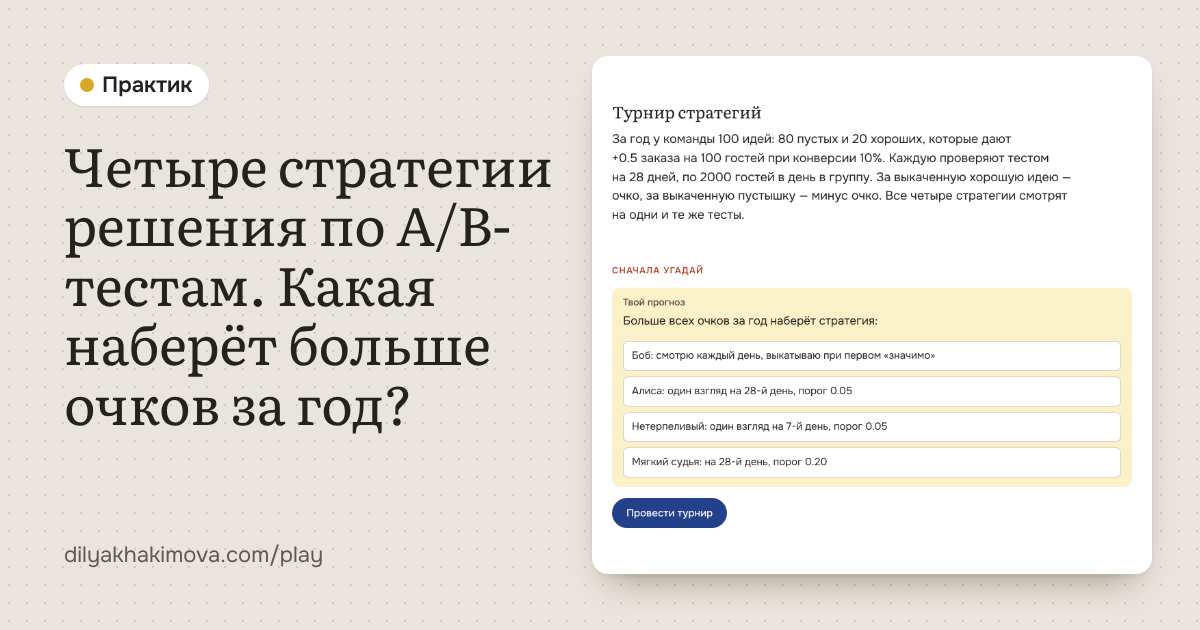 Практик
Четыре стратегии
решения по A/B-
тестам. Какая
наберёт больше
очков за год?
dilyakhakimova.com/play
Турнир стратегий
За год у команды 100 идей: 80 пустых и 20 хороших, которые дают
+0.5 заказа на 100 гостей при конверсии 10%. Каждую проверяют тестом
на 28 дней, по 2000 гостей в день в группу. За выкаченную хорошую идею —
очко, за выкаченную пустышку — минус очко. Все четыре стратегии смотрят
на одни и те же тесты.
СНАЧАЛА УГАДАЙ
Твой прогноз
Больше всех очков за год наберёт стратегия:
Боб: смотрю каждый день, выкатываю при первом «значимо»
Алиса: один взгляд на 28-й день, порог 0.05
Нетерпеливый: один взгляд на 7-й день, порог 0.05
Мягкий судья: на 28-й день, порог 0.20
Провести турнир